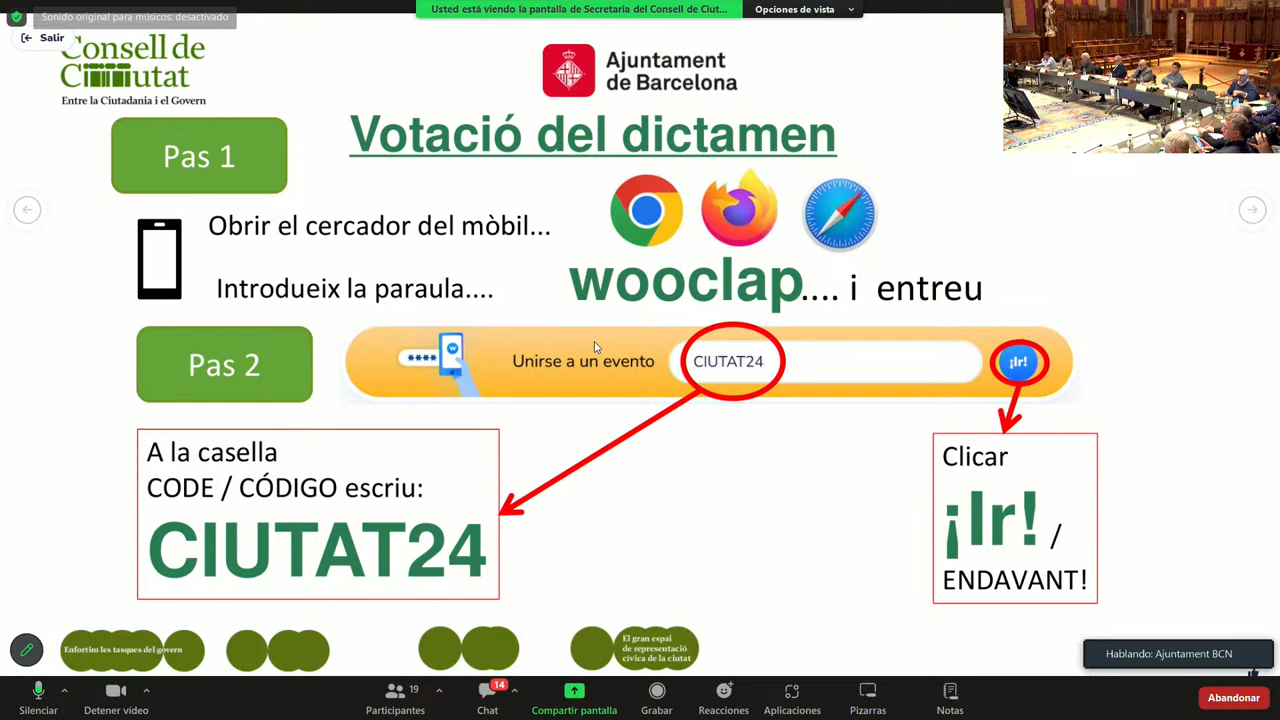 Sonido original para músicos: desactivado
Usted está viendo la pantalla de Secretaria del Consell de Ciut...
Opciones de vista
Salir
Consell de
Ciutat
Entre la Ciutadania i el Govern
Ajuntament
de Barcelona
Votació del dictamen
Pas 1
Obrir el cercador del mòbil...
Introdueix la paraula....
wooclap.... i entreu
Pas 2
****
Unirse a un evento
CIUTAT24
¡Ir!
A la casella
CODE / CÓDIGO escriu:
CIUTAT24
Clicar
¡Ir! /
ENDAVANT!
Enfortim les tasques del govern
El gran espai
de representació
cívica de la ciutat
Hablando: Ajuntament BCN
Silenciar
Detener vídeo
19
Participantes
14
Chat
Compartir pantalla
Grabar
Reacciones
Aplicaciones
Pizarras
Notas
Abandonar